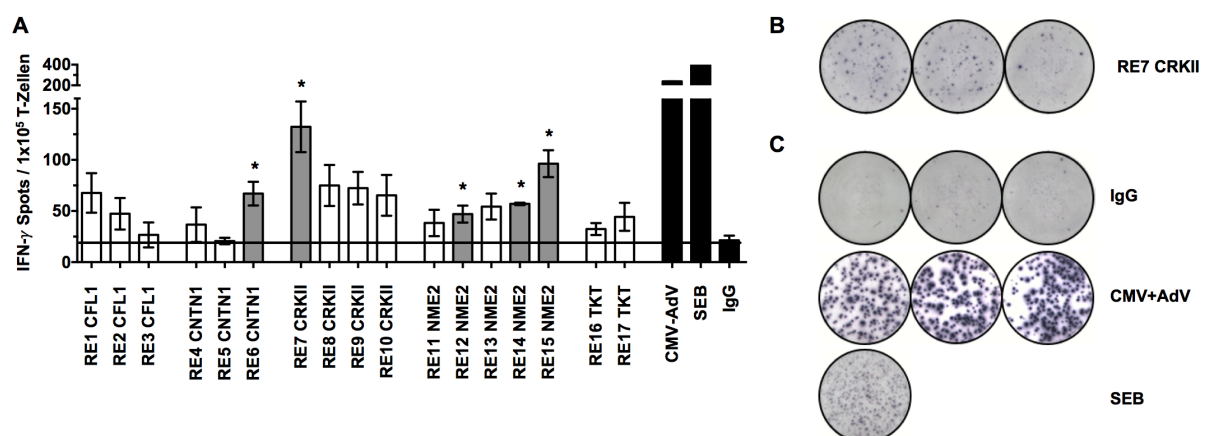 A
IFN-γ Spots / 1x10⁵ T-Zellen
400
200
150
100
50
0
*
*
*
*
*
RE1 CFL1
RE2 CFL1
RE3 CFL1
RE4 CNTN1
RE5 CNTN1
RE6 CNTN1
RE7 CRKII
RE8 CRKII
RE9 CRKII
RE10 CRKII
RE11 NME2
RE12 NME2
RE13 NME2
RE14 NME2
RE15 NME2
RE16 TKT
RE17 TKT
CMV-AdV
SEB
IgG
B
RE7 CRKII
C
IgG
CMV+AdV
SEB